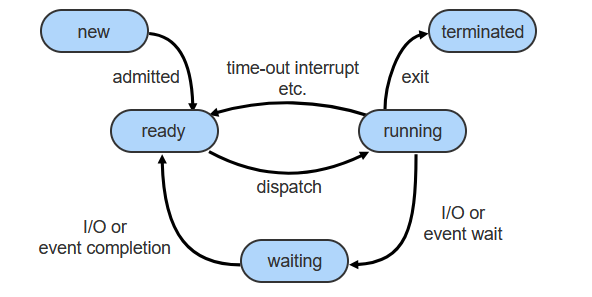 new
terminated
admitted
time-out interrupt
etc.
exit
ready
running
dispatch
I/O or
event completion
I/O or
event wait
waiting